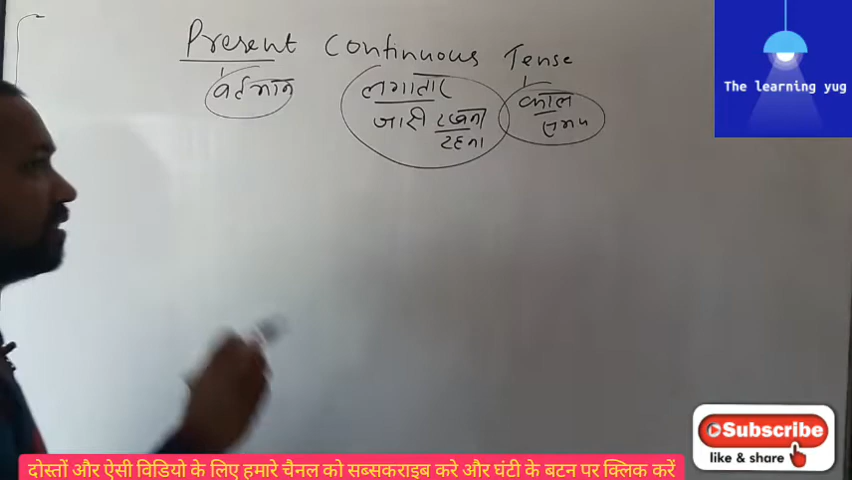 Present Continuous Tense
वर्तमान लगातार काल
जारी रखना समय
रहना
The learning yug
Subscribe
like & share
दोस्तों और ऐसी विडियो के लिए हमारे चैनल को सब्सकराइब करे और घंटी के बटन पर क्लिक करें